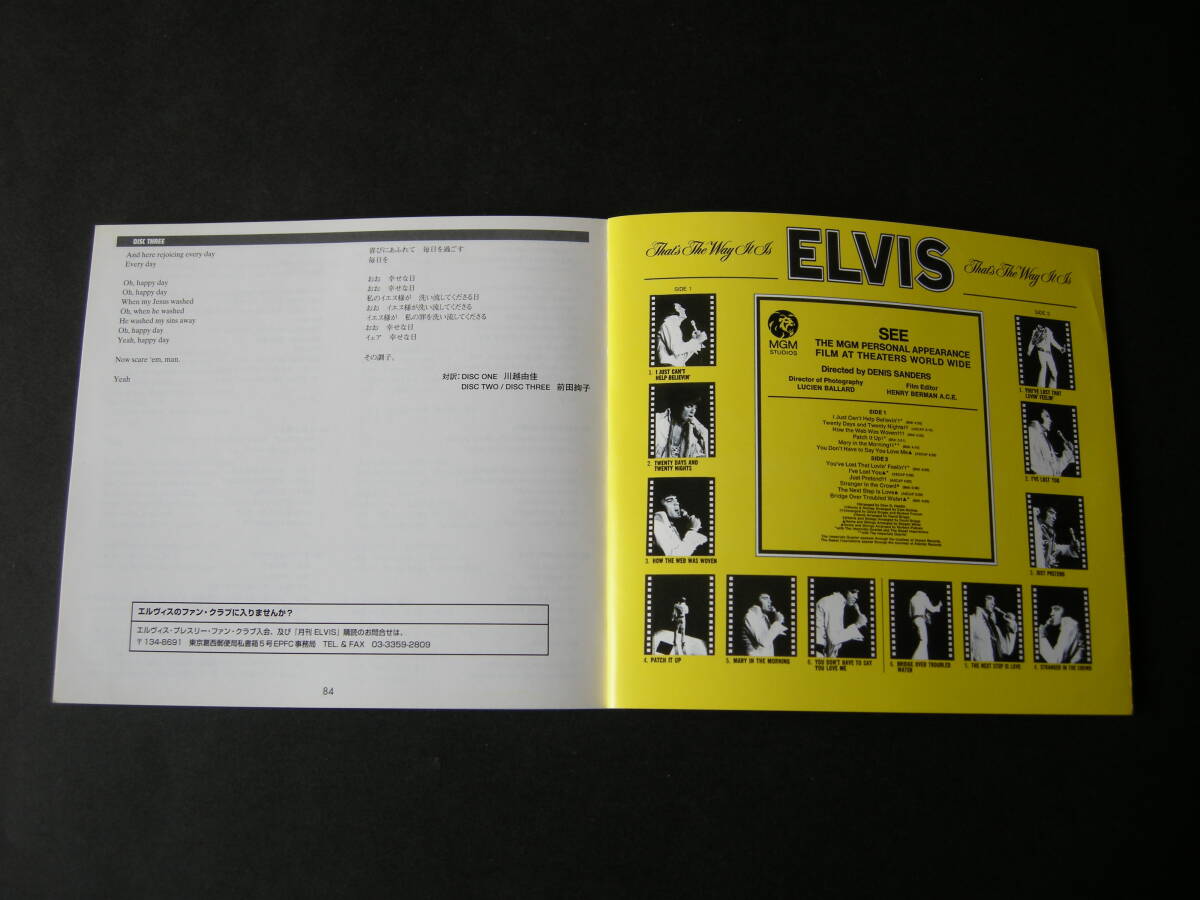 DISC THREE
And here rejoicing every day
Every day
Oh, happy day
Oh, happy day
When my Jesus washed
Oh, when he washed
He washed my sins away
Oh, happy day
Yeah, happy day
Now scare 'em, man.
Yeah
喜びにあふれて 毎日を過ごす
毎日を
おお 幸せな日
おお 幸せな日
私のイエス様が 洗い流してくださる日
おお イエス様が洗い流してくださる
イエス様が 私の罪を洗い流してくださる
おお 幸せな日
イェア 幸せな日
その調子。
対訳：DISC ONE 川越由佳
DISC TWO / DISC THREE 前田絢子
エルヴィスのファン・クラブに入りませんか？
エルヴィス・プレスリー・ファン・クラブ入会、及び「月刊 ELVIS」購読のお問合せは、
〒134-8691 東京葛西郵便局私書箱5号EPFC事務局 TEL. & FAX 03-3359-2809
84
That's The Way It Is
ELVIS
That's The Way It Is
SIDE 1
1. I JUST CAN'T
HELP BELIEVIN'
2. TWENTY DAYS AND
TWENTY NIGHTS
3. HOW THE WEB WAS WOVEN
4. PATCH IT UP
5. MARY IN THE MORNING
6. YOU DON'T HAVE TO SAY
YOU LOVE ME
MGM
STUDIOS
SEE
THE MGM PERSONAL APPEARANCE
FILM AT THEATERS WORLD WIDE
Directed by DENIS SANDERS
Director of Photography
LUCIEN BALLARD
Film Editor
HENRY BERMAN A.C.E.
SIDE 1
I Just Can't Help Believin'
Twenty Days and Twenty Nights
How the Web Was Woven
Patch It Up
Mary in the Morning
You Don't Have to Say You Love Me
SIDE 2
You've Lost That Lovin' Feelin'
I've Lost You
Just Pretend
Stranger in the Crowd
The Next Step Is Love
Bridge Over Troubled Water
SIDE 2
1. YOU'VE LOST THAT
LOVIN' FEELIN'
2. I'VE LOST YOU
3. JUST PRETEND
6. BRIDGE OVER TROUBLED
WATER
5. THE NEXT STEP IS LOVE
4. STRANGER IN THE CROWD